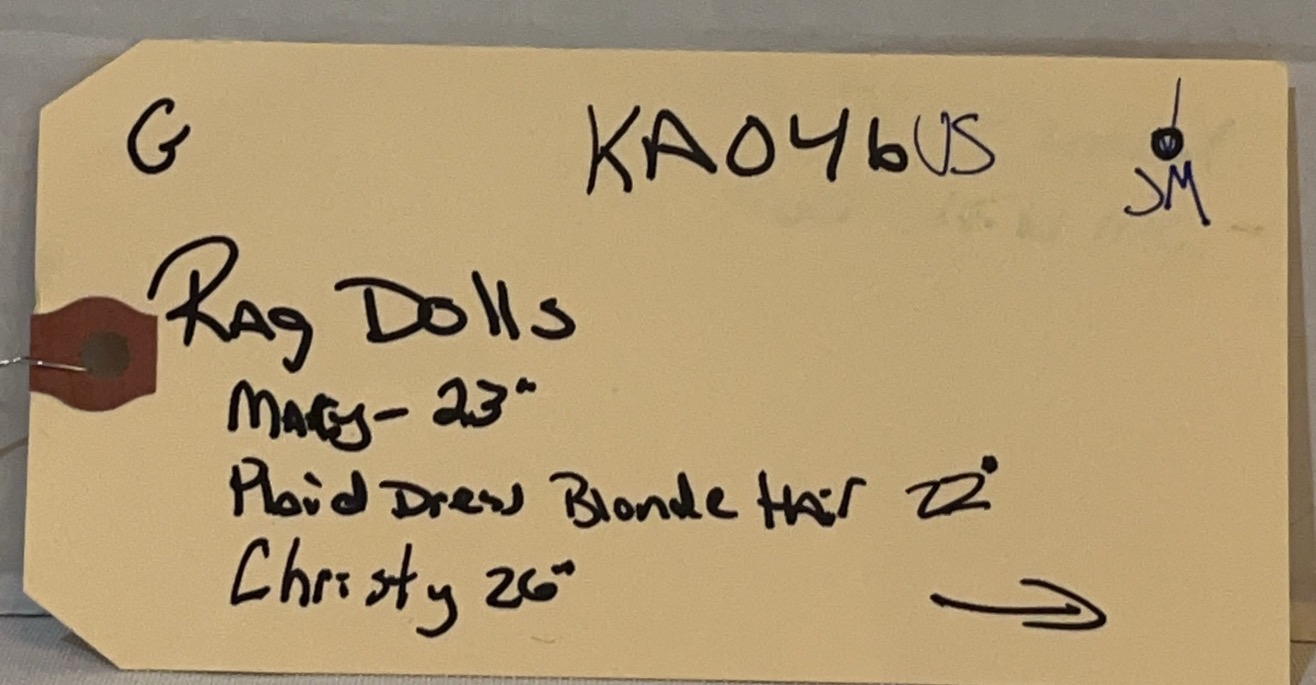 G KA046US
JM
Rag Dolls
Mary - 23"
Plaid Dress Blonde Hair 22"
Christy 26"